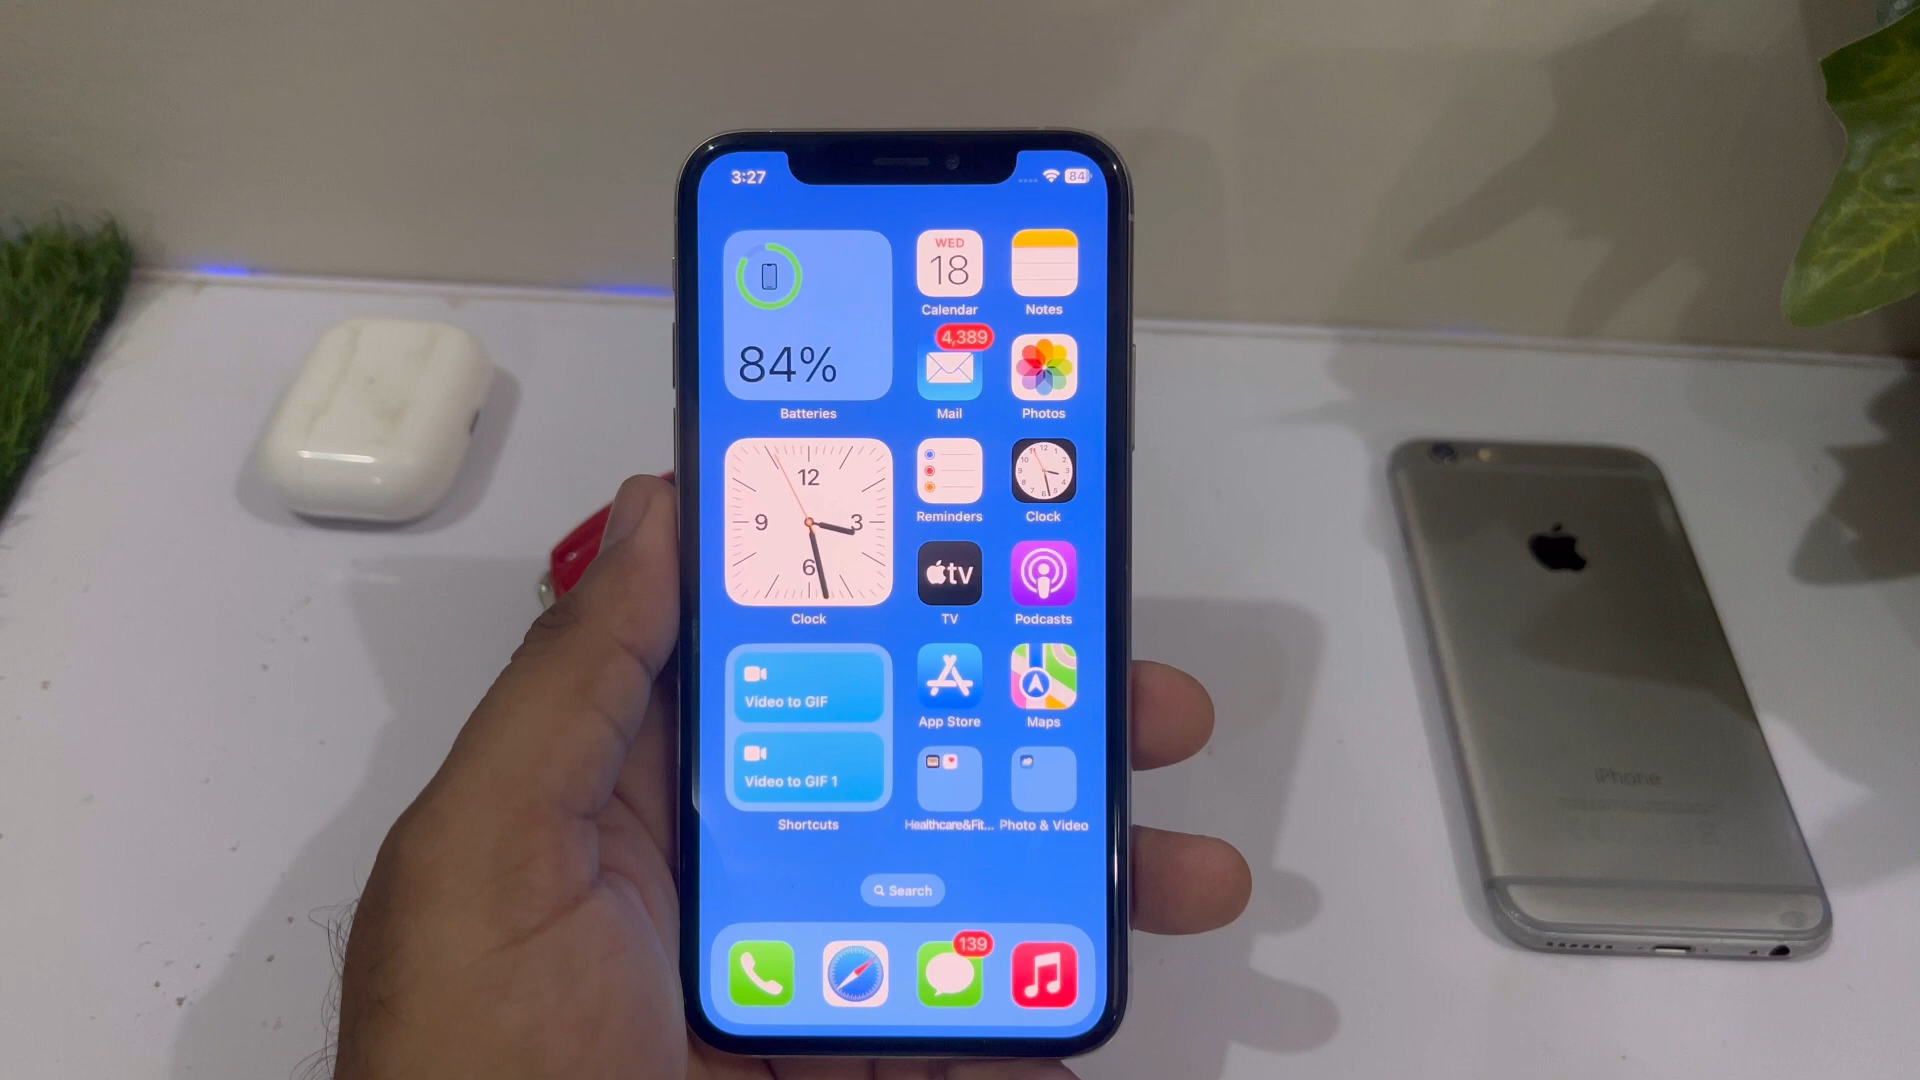 3:27
84
WED
18
Calendar
Notes
84%
Batteries
4,389
Mail
Photos
12
9
3
6
Clock
Reminders
Clock
tv
TV
Podcasts
Video to GIF
Video to GIF 1
Shortcuts
App Store
Maps
Healthcare&Fit...
Photo & Video
Search
139
iPhone